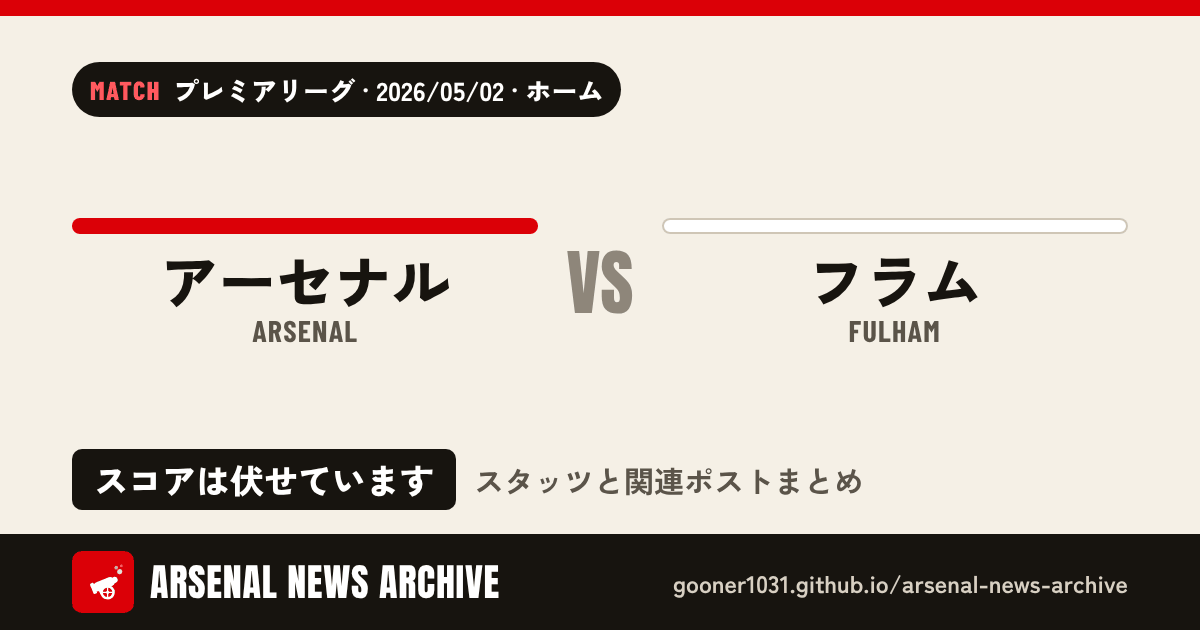 MATCH プレミアリーグ · 2026/05/02 · ホーム
アーセナル
ARSENAL
VS
フラム
FULHAM
スコアは伏せています スタッツと関連ポストまとめ
ARSENAL NEWS ARCHIVE
gooner1031.github.io/arsenal-news-archive